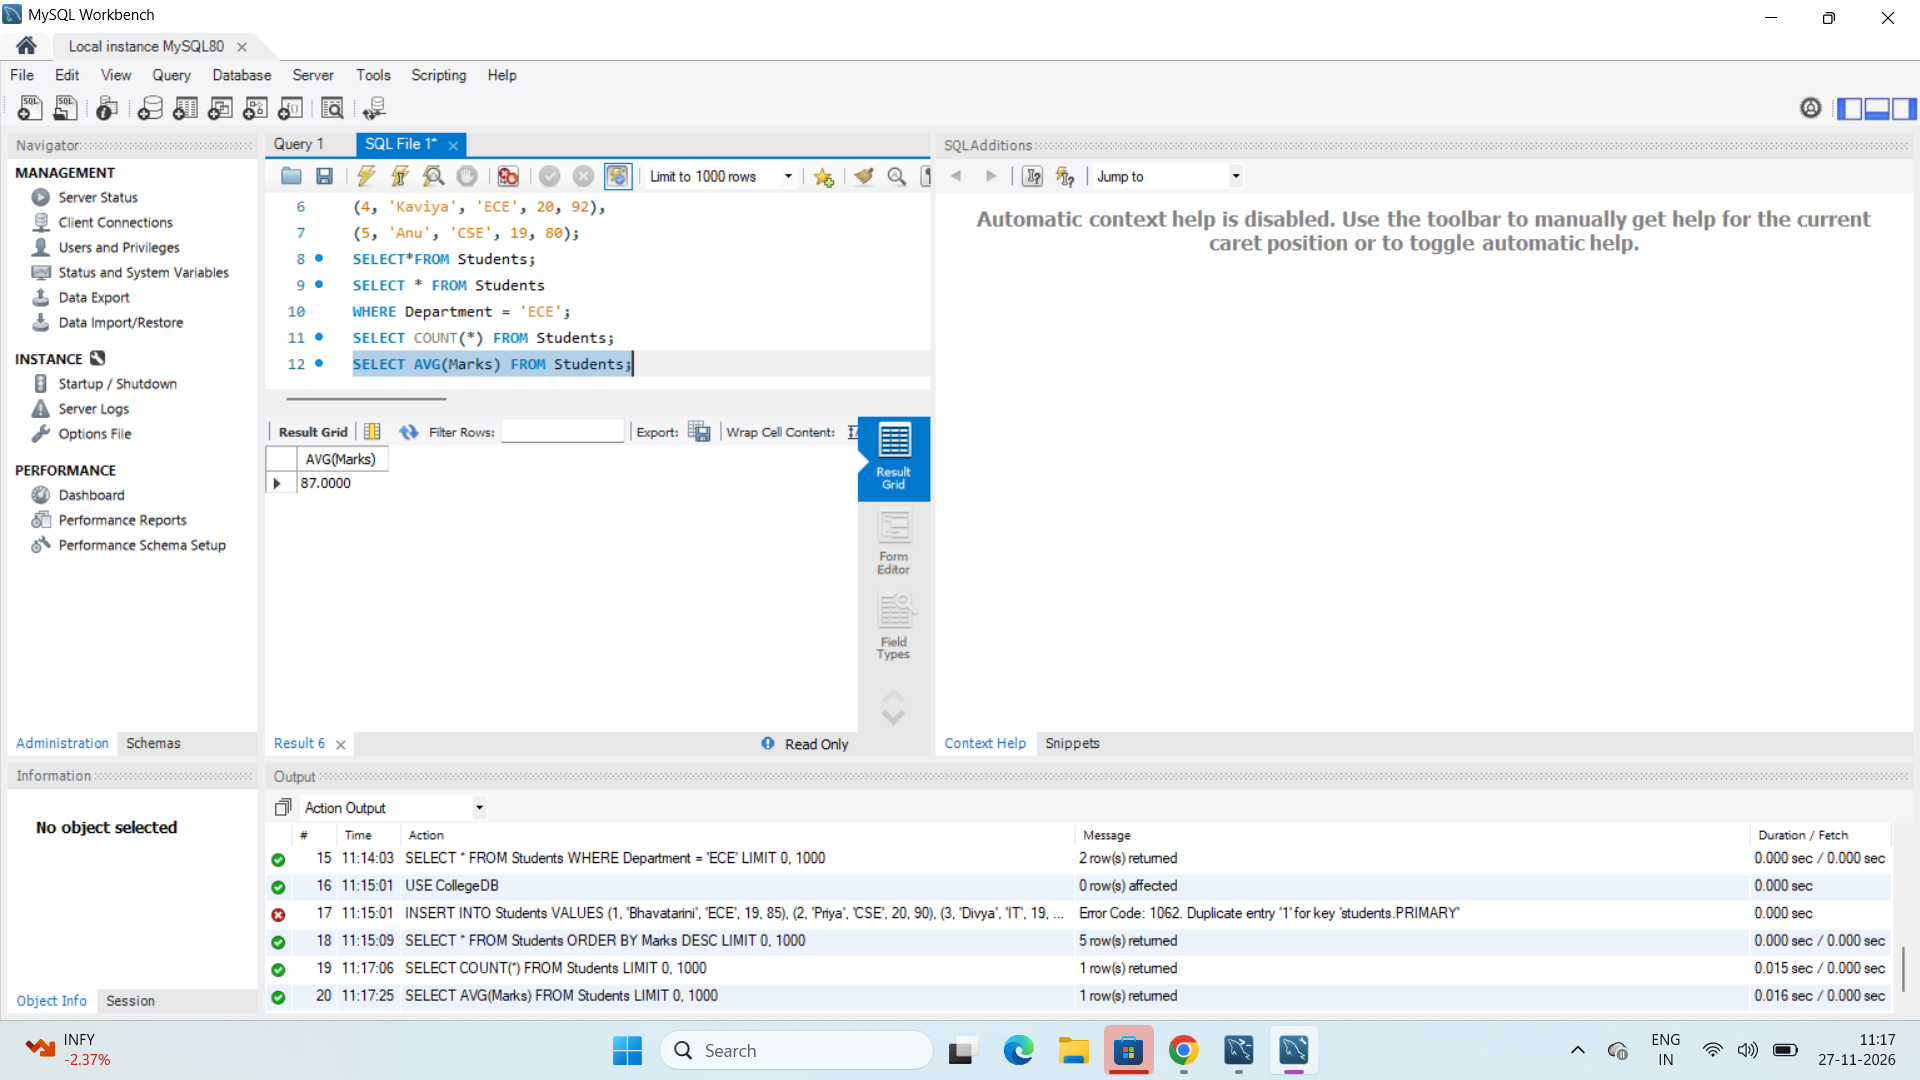 MySQL Workbench
Local instance MySQL80
File Edit View Query Database Server Tools Scripting Help
Navigator
MANAGEMENT
Server Status
Client Connections
Users and Privileges
Status and System Variables
Data Export
Data Import/Restore
INSTANCE
Startup / Shutdown
Server Logs
Options File
PERFORMANCE
Dashboard
Performance Reports
Performance Schema Setup
Administration Schemas
Query 1 SQL File 1*
Limit to 1000 rows
6 (4, 'Kaviya', 'ECE', 20, 92),
7 (5, 'Anu', 'CSE', 19, 80);
8 SELECT*FROM Students;
9 SELECT * FROM Students
10 WHERE Department = 'ECE';
11 SELECT COUNT(*) FROM Students;
12 SELECT AVG(Marks) FROM Students;
Result Grid Filter Rows: Export: Wrap Cell Content:
AVG(Marks)
87.0000
Result Grid
Form Editor
Field Types
Result 6 Read Only
SQLAdditions
Jump to
Automatic context help is disabled. Use the toolbar to manually get help for the current
caret position or to toggle automatic help.
Context Help Snippets
Information
No object selected
Object Info Session
Output
Action Output
# Time Action Message Duration / Fetch
15 11:14:03 SELECT * FROM Students WHERE Department = 'ECE' LIMIT 0, 1000 2 row(s) returned 0.000 sec / 0.000 sec
16 11:15:01 USE CollegeDB 0 row(s) affected 0.000 sec
17 11:15:01 INSERT INTO Students VALUES (1, 'Bhavatarini', 'ECE', 19, 85), (2, 'Priya', 'CSE', 20, 90), (3, 'Divya', 'IT', 19, ... Error Code: 1062. Duplicate entry '1' for key 'students.PRIMARY' 0.000 sec
18 11:15:09 SELECT * FROM Students ORDER BY Marks DESC LIMIT 0, 1000 5 row(s) returned 0.000 sec / 0.000 sec
19 11:17:06 SELECT COUNT(*) FROM Students LIMIT 0, 1000 1 row(s) returned 0.015 sec / 0.000 sec
20 11:17:25 SELECT AVG(Marks) FROM Students LIMIT 0, 1000 1 row(s) returned 0.016 sec / 0.000 sec
INFY
-2.37%
Search
ENG
IN
11:17
27-11-2026